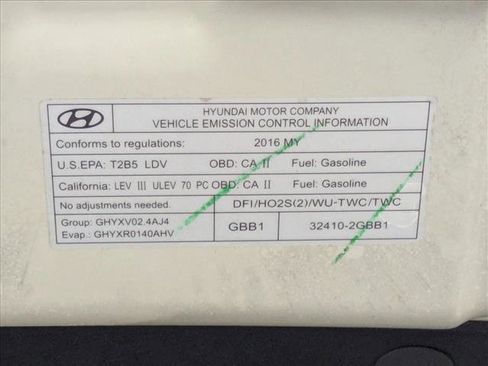 HYUNDAI MOTOR COMPANY
VEHICLE EMISSION CONTROL INFORMATION
Conforms to regulations: 2016 MY
U.S.EPA: T2B5 LDV OBD: CA II Fuel: Gasoline
California: LEV III ULEV 70 PC OBD: CA II Fuel: Gasoline
No adjustments needed. DFI/HO2S(2)/WU-TWC/TWC
Group: GHYXV02.4AJ4 GBB1 32410-2GBB1
Evap.: GHYXR0140AHV